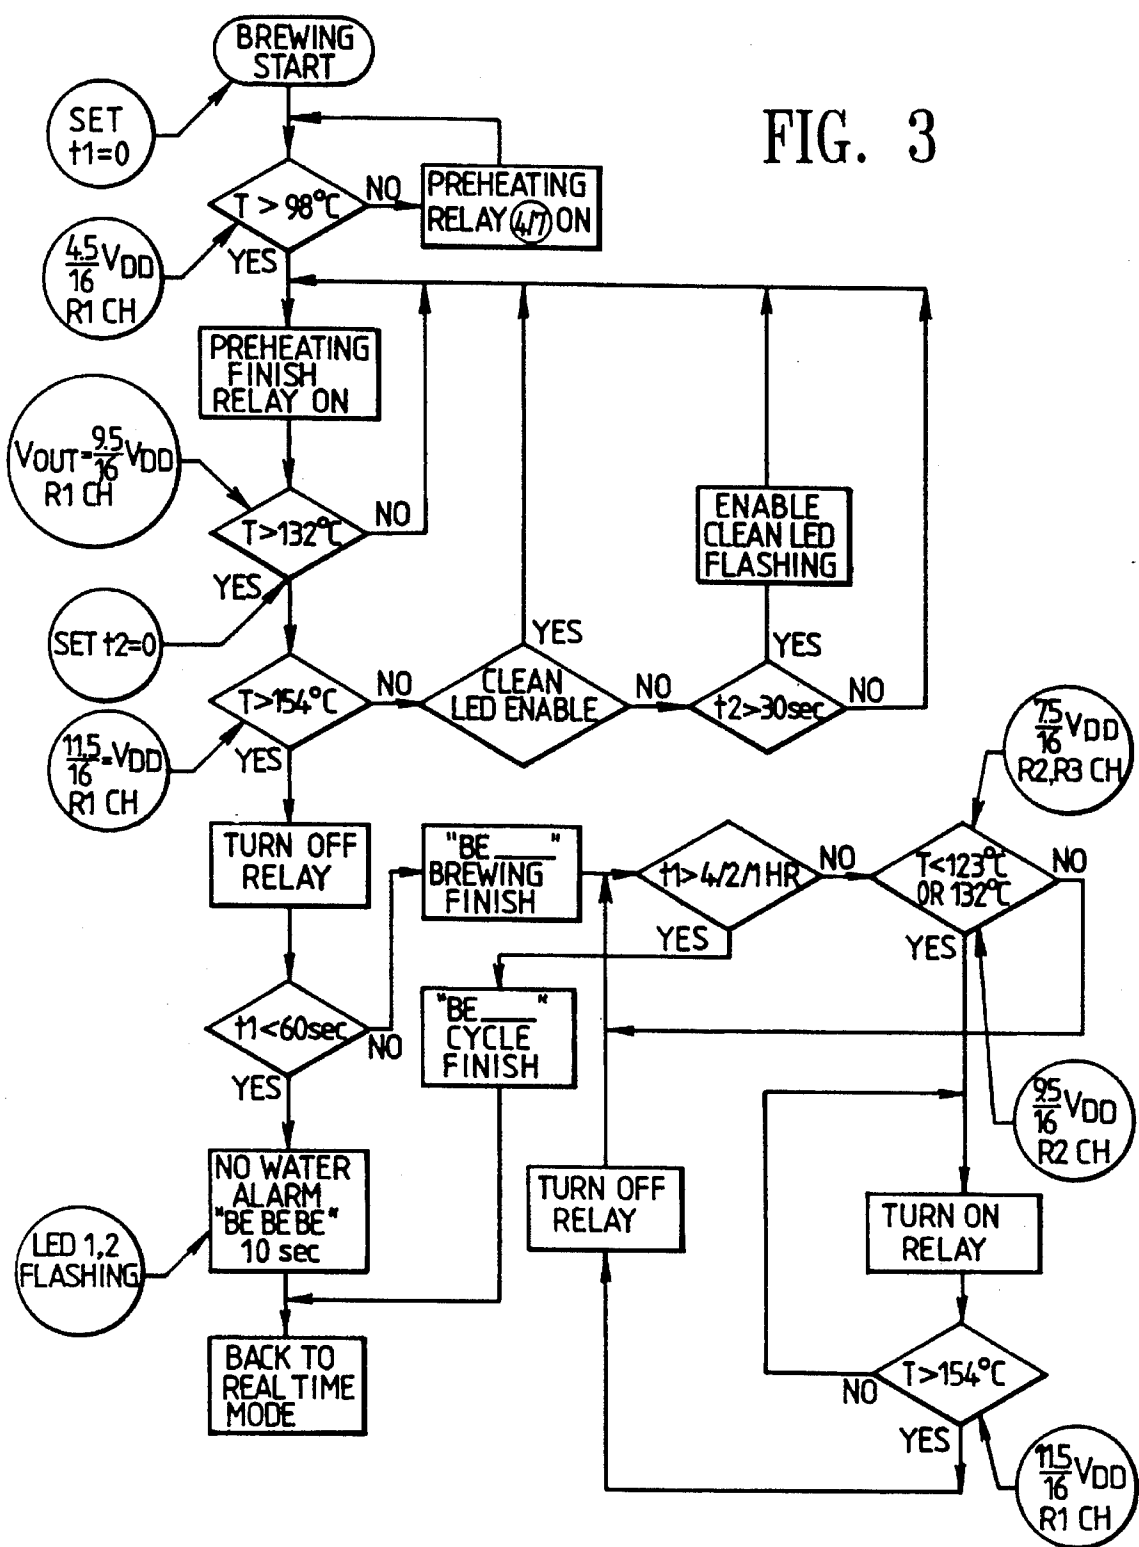 BREWING
START
SET
t1=0
FIG. 3
T > 98°C
NO
PREHEATING
RELAY 4/7 ON
YES
4.5/16 VDD
R1 CH
PREHEATING
FINISH
RELAY ON
VOUT=9.5/16 VDD
R1 CH
T>132°C
NO
YES
ENABLE
CLEAN LED
FLASHING
SET t2=0
YES
YES
T>154°C
NO
CLEAN
LED ENABLE
NO
t2>30sec
NO
11.5/16=VDD
R1 CH
YES
7.5/16 VDD
R2,R3 CH
TURN OFF
RELAY
"BE____"
BREWING
FINISH
t1>4/2/1 HR
NO
T<123°C
OR 132°C
NO
YES
YES
"BE____"
CYCLE
FINISH
t1<60sec
NO
YES
9.5/16 VDD
R2 CH
NO WATER
ALARM
"BE BE BE"
10 sec
TURN OFF
RELAY
TURN ON
RELAY
LED 1,2
FLASHING
BACK TO
REAL TIME
MODE
T>154°C
NO
YES
11.5/16 VDD
R1 CH